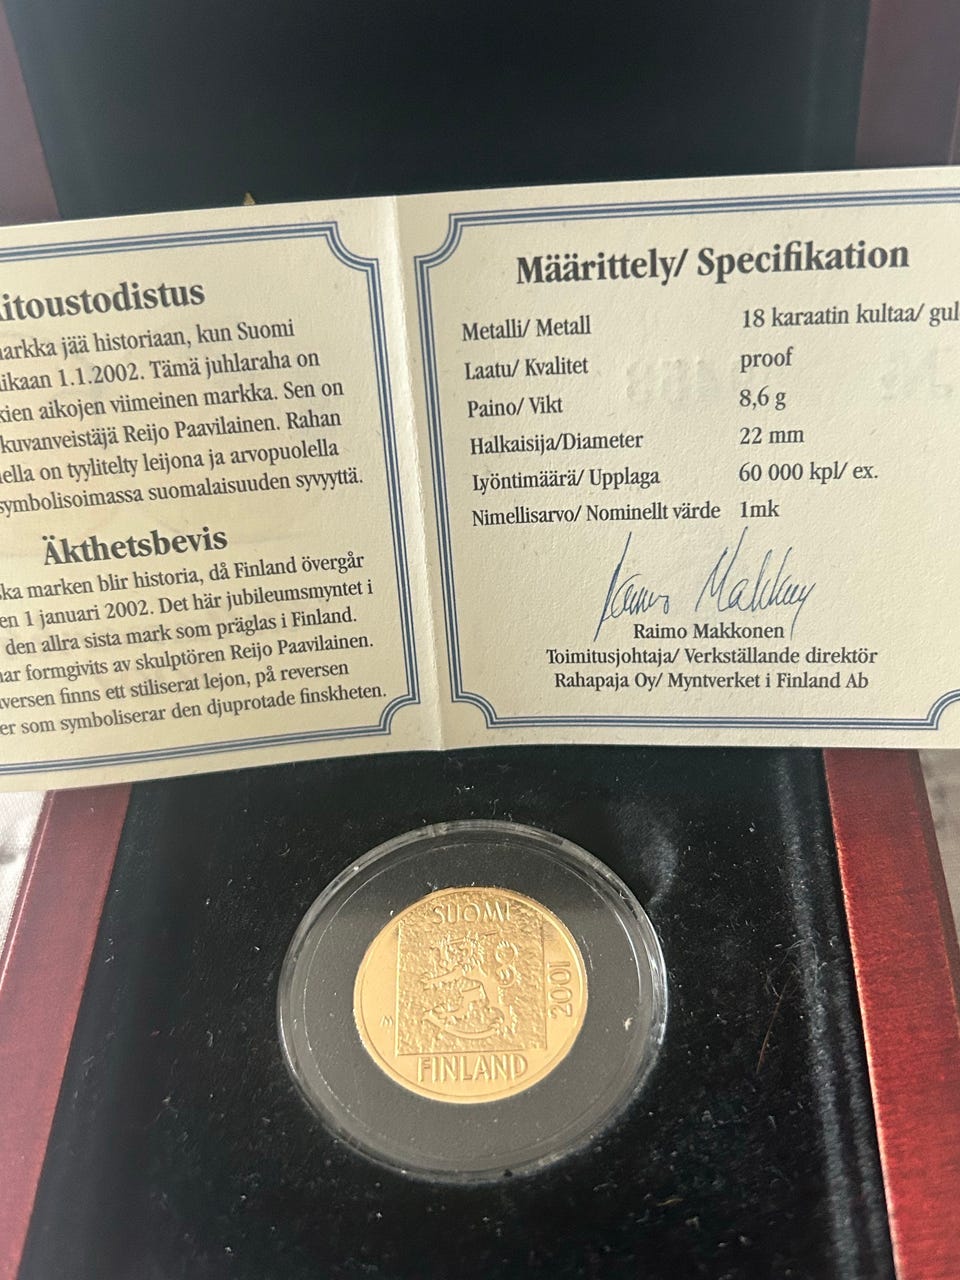 itoustodistus
arkka jää historiaan, kun Suomi
ikaan 1.1.2002. Tämä juhlaraha on
kien aikojen viimeinen markka. Sen on
kuvanveistäjä Reijo Paavilainen. Rahan
ella on tyylitelty leijona ja arvopuolella
symbolisoimassa suomalaisuuden syvyyttä.
Äkthetsbevis
ka marken blir historia, då Finland övergår
en 1 januari 2002. Det här jubileumsmyntet i
den allra sista mark som präglas i Finland.
ar formgivits av skulptören Reijo Paavilainen.
versen finns ett stiliserat lejon, på reversen
er som symboliserar den djuprotade finskheten.
Määrittely/ Specifikation
Metalli/ Metall 18 karaatin kultaa/ gul
Laatu/ Kvalitet proof
Paino/ Vikt 8,6 g
Halkaisija/Diameter 22 mm
Lyöntimäärä/ Upplaga 60 000 kpl/ ex.
Nimellisarvo/ Nominellt värde 1mk
Raimo Makkonen
Raimo Makkonen
Toimitusjohtaja/ Verkställande direktör
Rahapaja Oy/ Myntverket i Finland Ab
SUOMI
2001
M
FINLAND